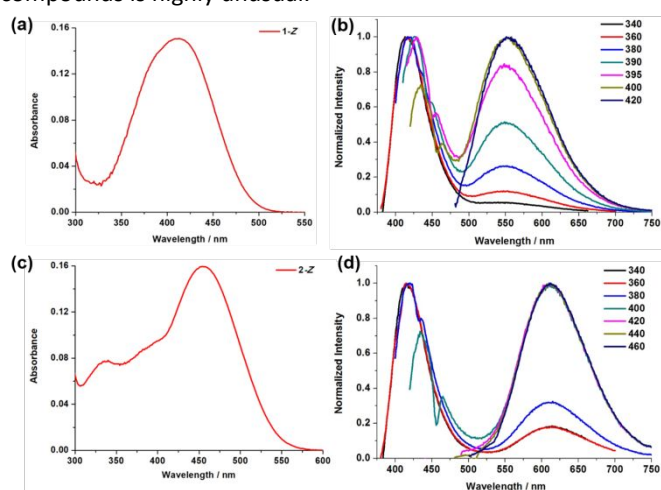 compounds is highly unusual.
(a)
0.16
0.12
0.08
0.04
0.00
Absorbance
1-Z
300 350 400 450 500 550
Wavelength / nm
(b)
1.0
0.8
0.6
0.4
0.2
0.0
Normalized Intensity
340
360
380
390
395
400
420
400 450 500 550 600 650 700 750
Wavelength / nm
(c)
0.16
0.12
0.08
0.04
0.00
Absorbance
2-Z
300 350 400 450 500 550 600
Wavelength / nm
(d)
1.0
0.8
0.6
0.4
0.2
0.0
Normalized Intensity
340
360
380
400
420
440
460
400 450 500 550 600 650 700 750
Wavelength / nm